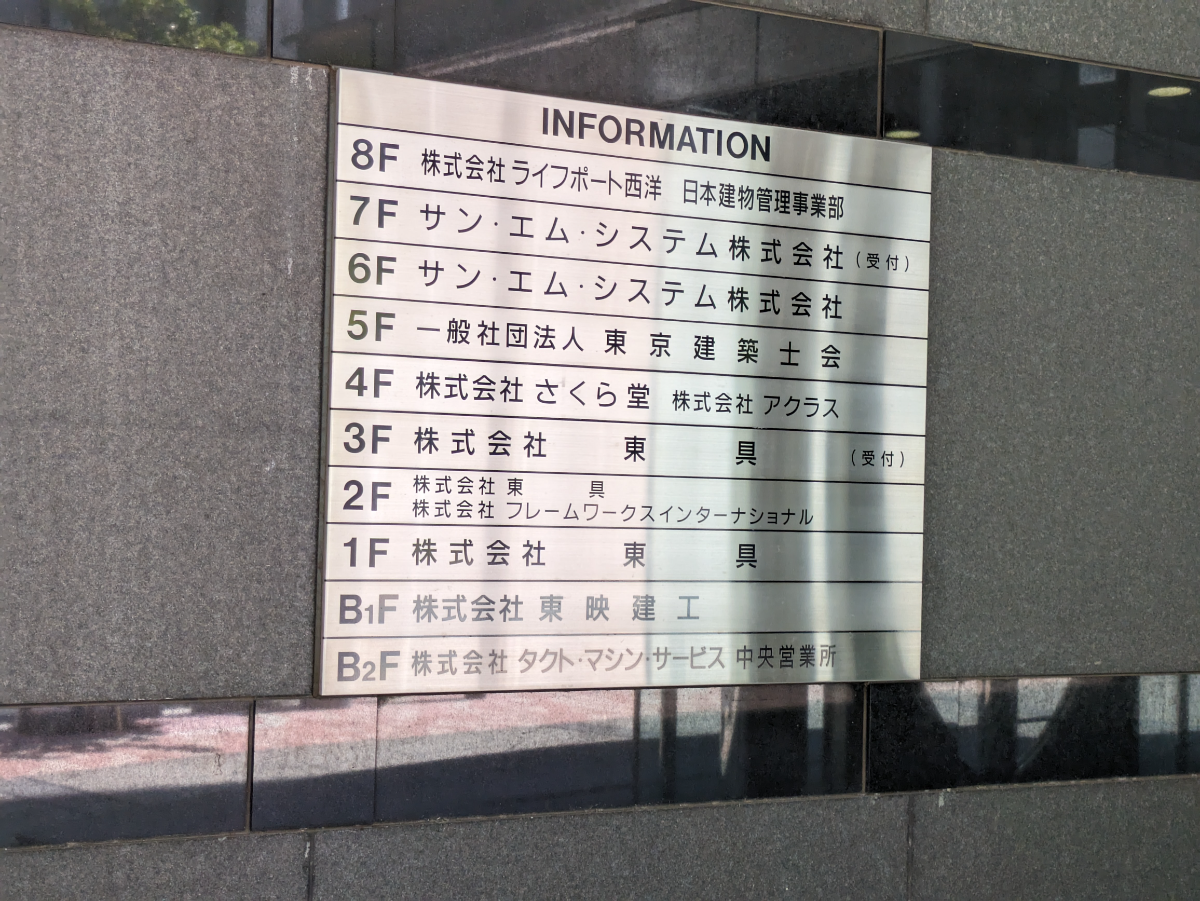 INFORMATION
8F 株式会社 ライフポート西洋 日本建物管理事業部
7F サン・エム・システム株式会社 (受付)
6F サン・エム・システム株式会社
5F 一般社団法人 東京建築士会
4F 株式会社 さくら堂 株式会社 アクラス
3F 株式会社 東具 (受付)
2F 株式会社 東具
株式会社 フレームワークスインターナショナル
1F 株式会社 東具
B1F 株式会社 東映建工
B2F 株式会社 タクト・マシン・サービス 中央営業所